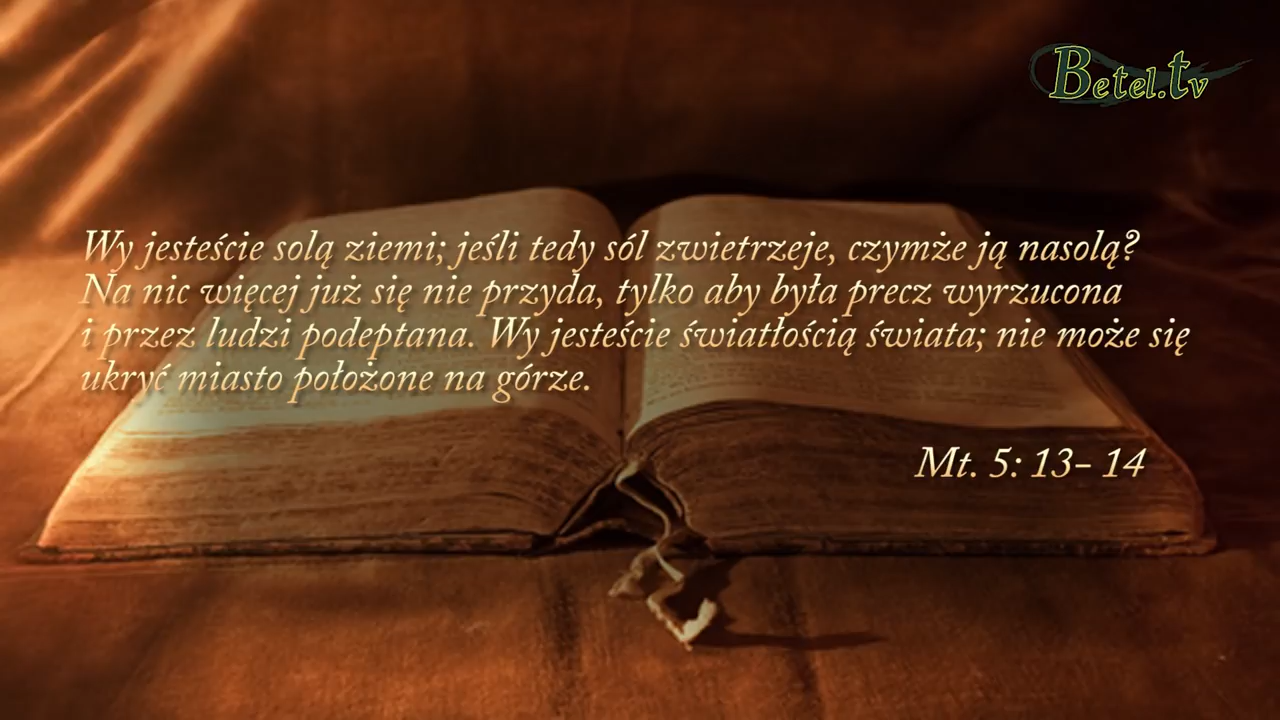 Betel.tv
Wy jesteście solą ziemi; jeśli tedy sól zwietrzeje, czymże ją nasolą?
Na nic więcej już się nie przyda, tylko aby była precz wyrzucona
i przez ludzi podeptana. Wy jesteście światłością świata; nie może się
ukryć miasto położone na górze.
Mt. 5: 13– 14